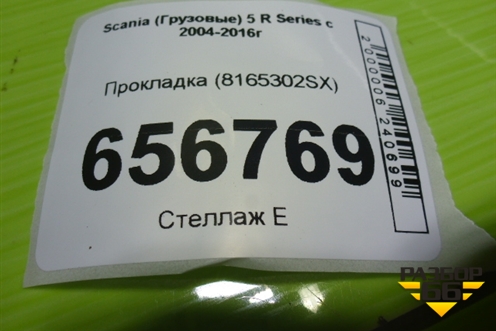 Scania (Грузовые) 5 R Series с
2004-2016г
Прокладка (8165302SX)
656769
Стеллаж Е
2000006240699
РАЗБОР
66